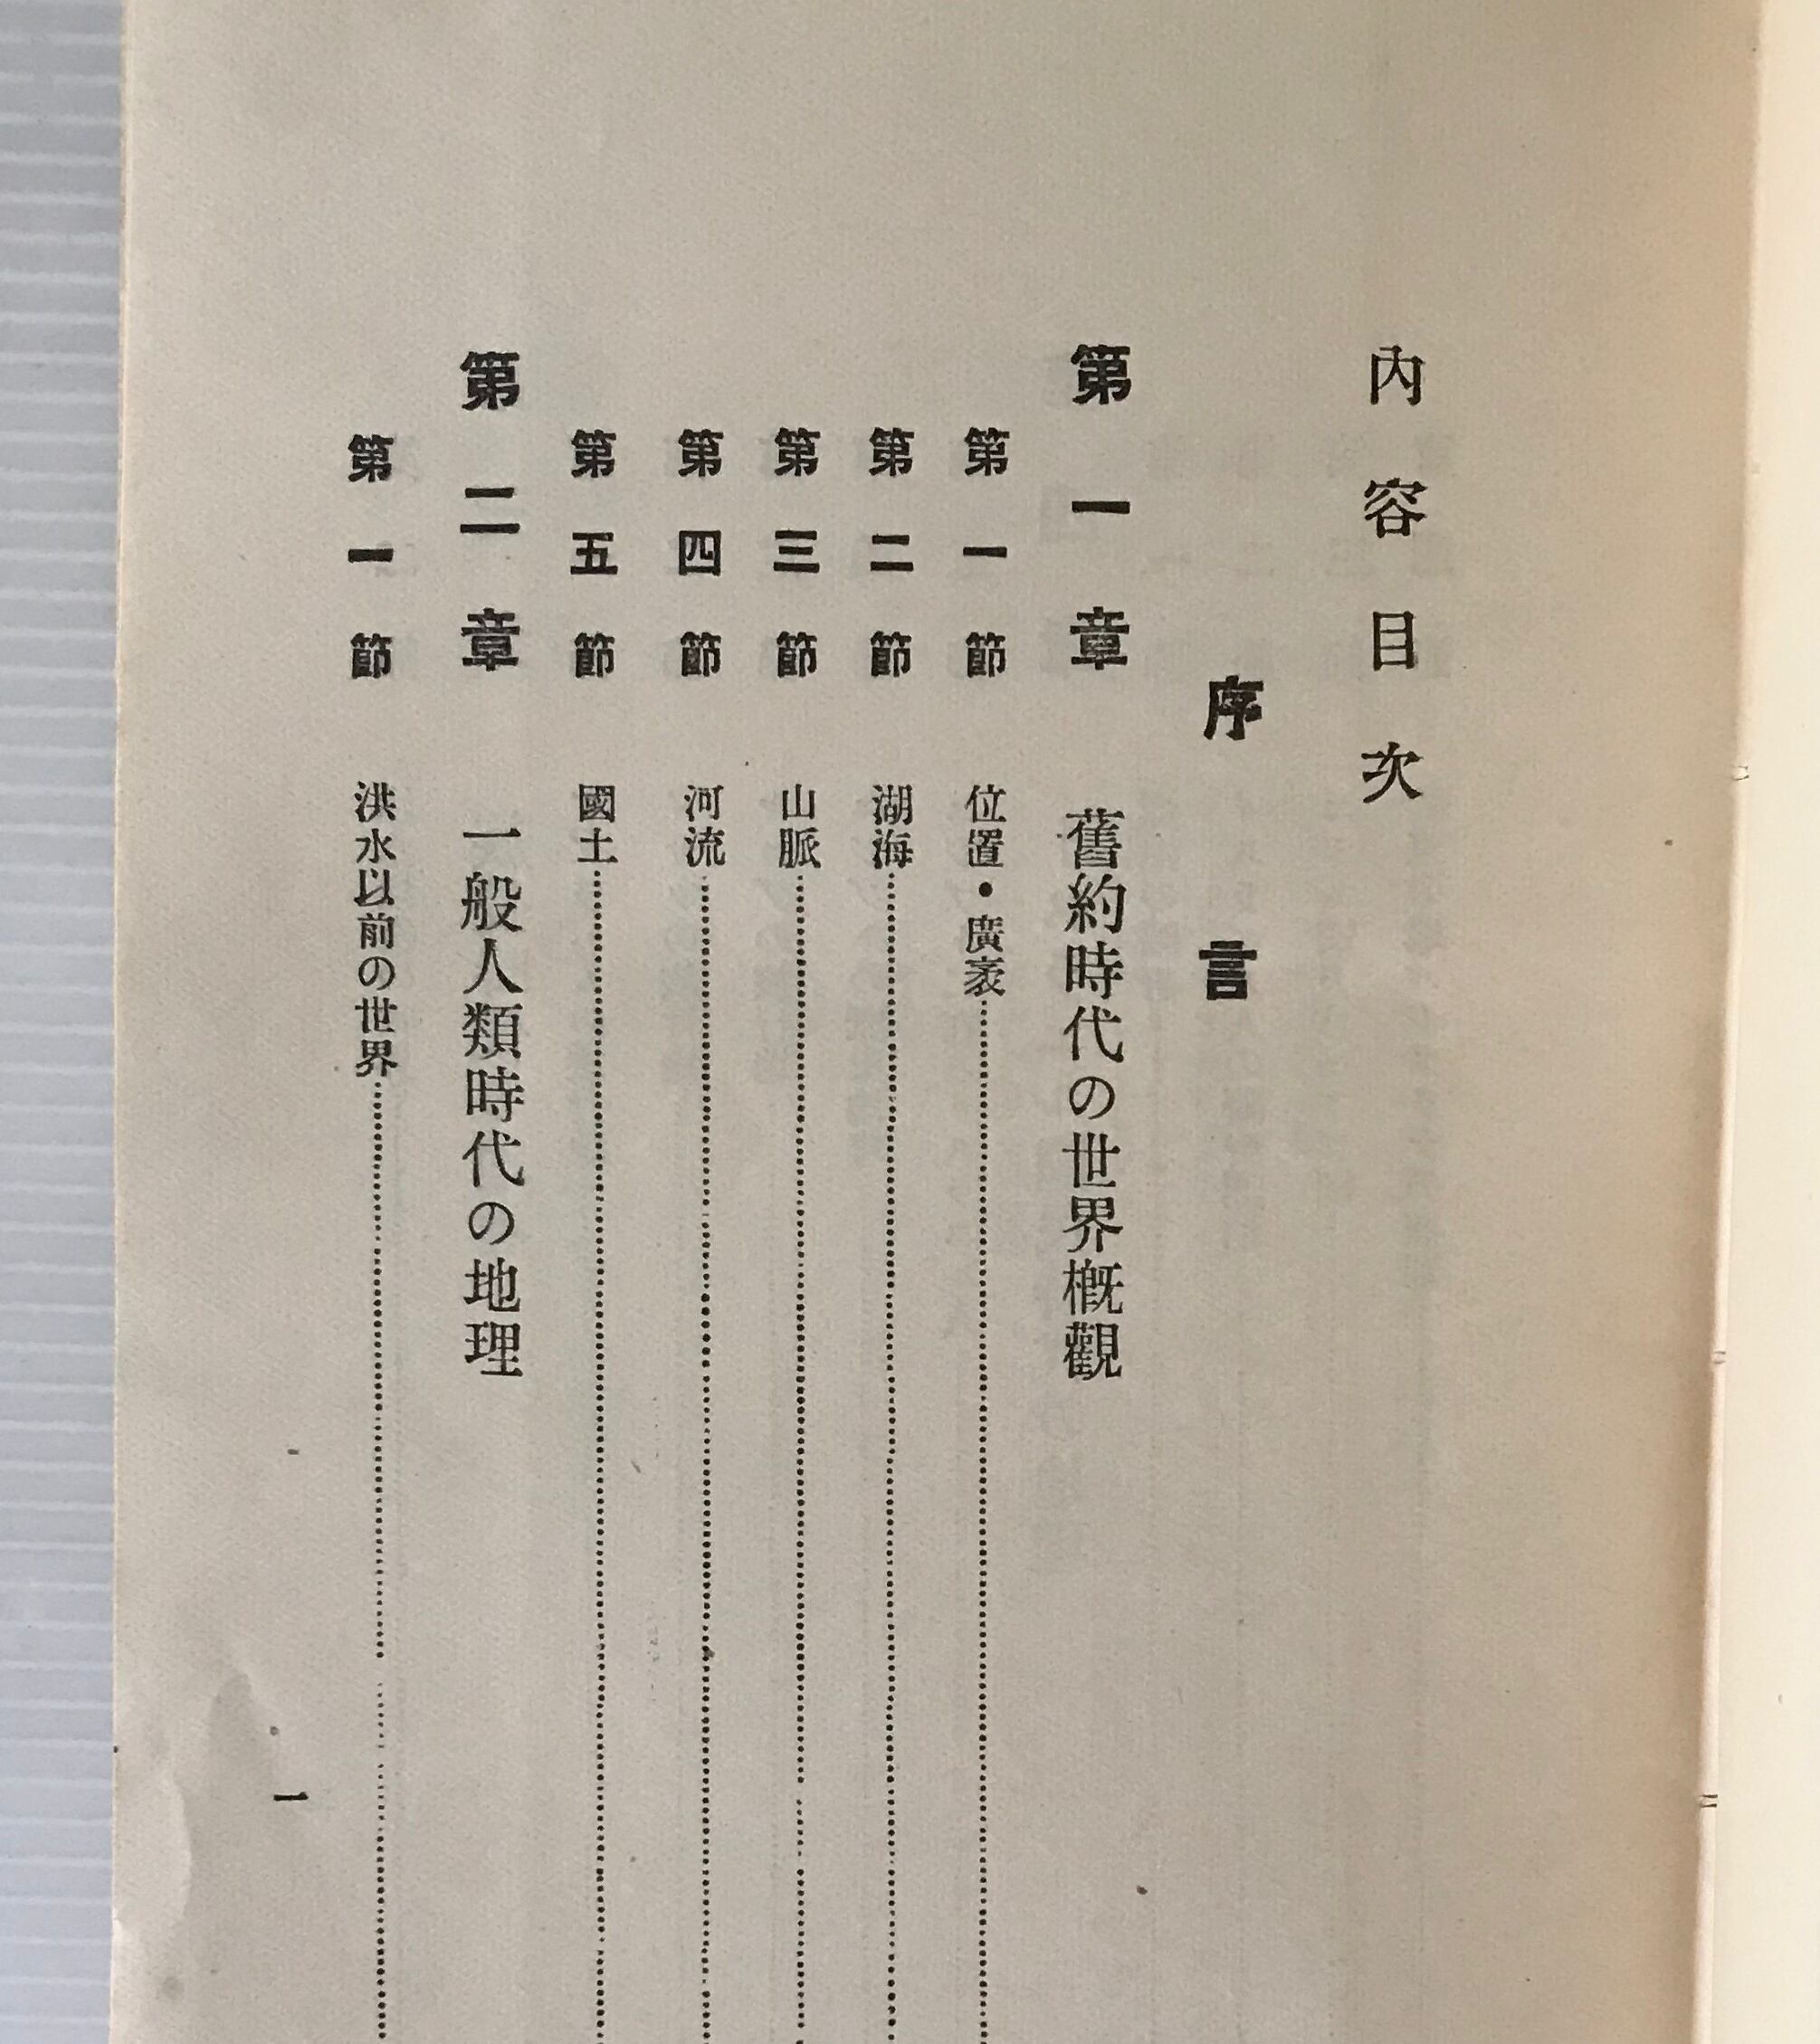 內容目次
序言
第一章 舊約時代の世界槪觀
第一節 位置・廣袤
第二節 湖海
第三節 山脈
第四節 河流
第五節 國土
第二章 一般人類時代の地理
第一節 洪水以前の世界
一